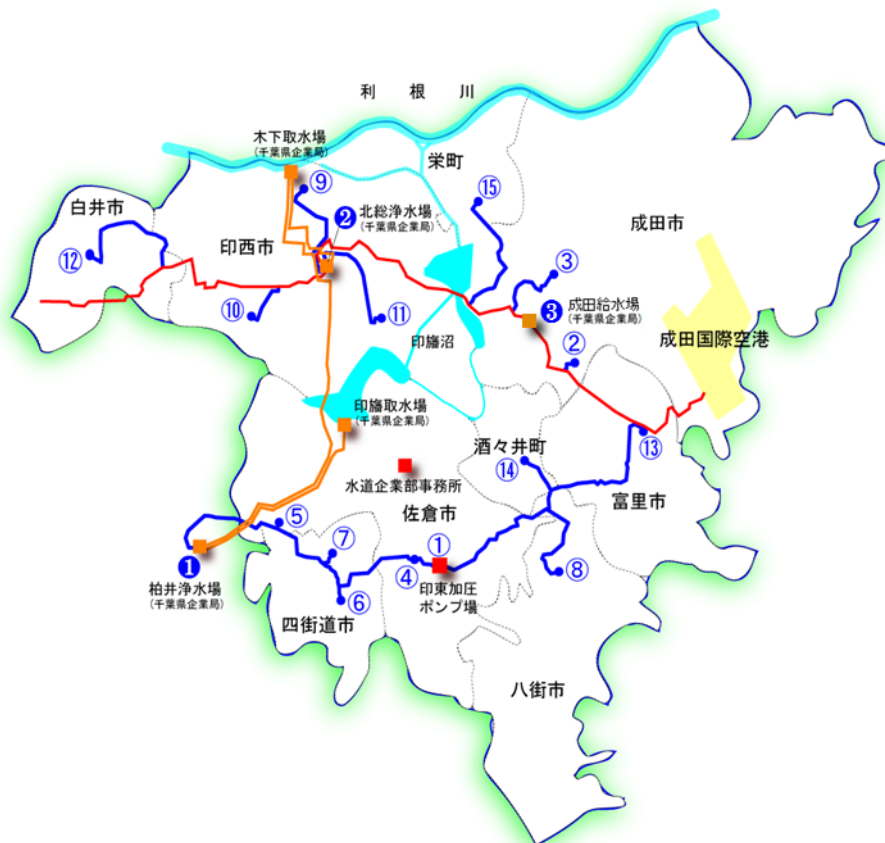 利根川
木下取水場
(千葉県企業局)
栄町
⑨
⑮
白井市
❷
北総浄水場
(千葉県企業局)
成田市
印西市
⑫
③
⑩
⑪
❸
成田給水場
(千葉県企業局)
成田国際空港
印旛沼
②
印旛取水場
(千葉県企業局)
酒々井町
⑬
⑭
水道企業部事務所
富里市
佐倉市
⑤
⑦
①
❶
④
⑧
柏井浄水場
(千葉県企業局)
印東加圧
ポンプ場
⑥
四街道市
八街市